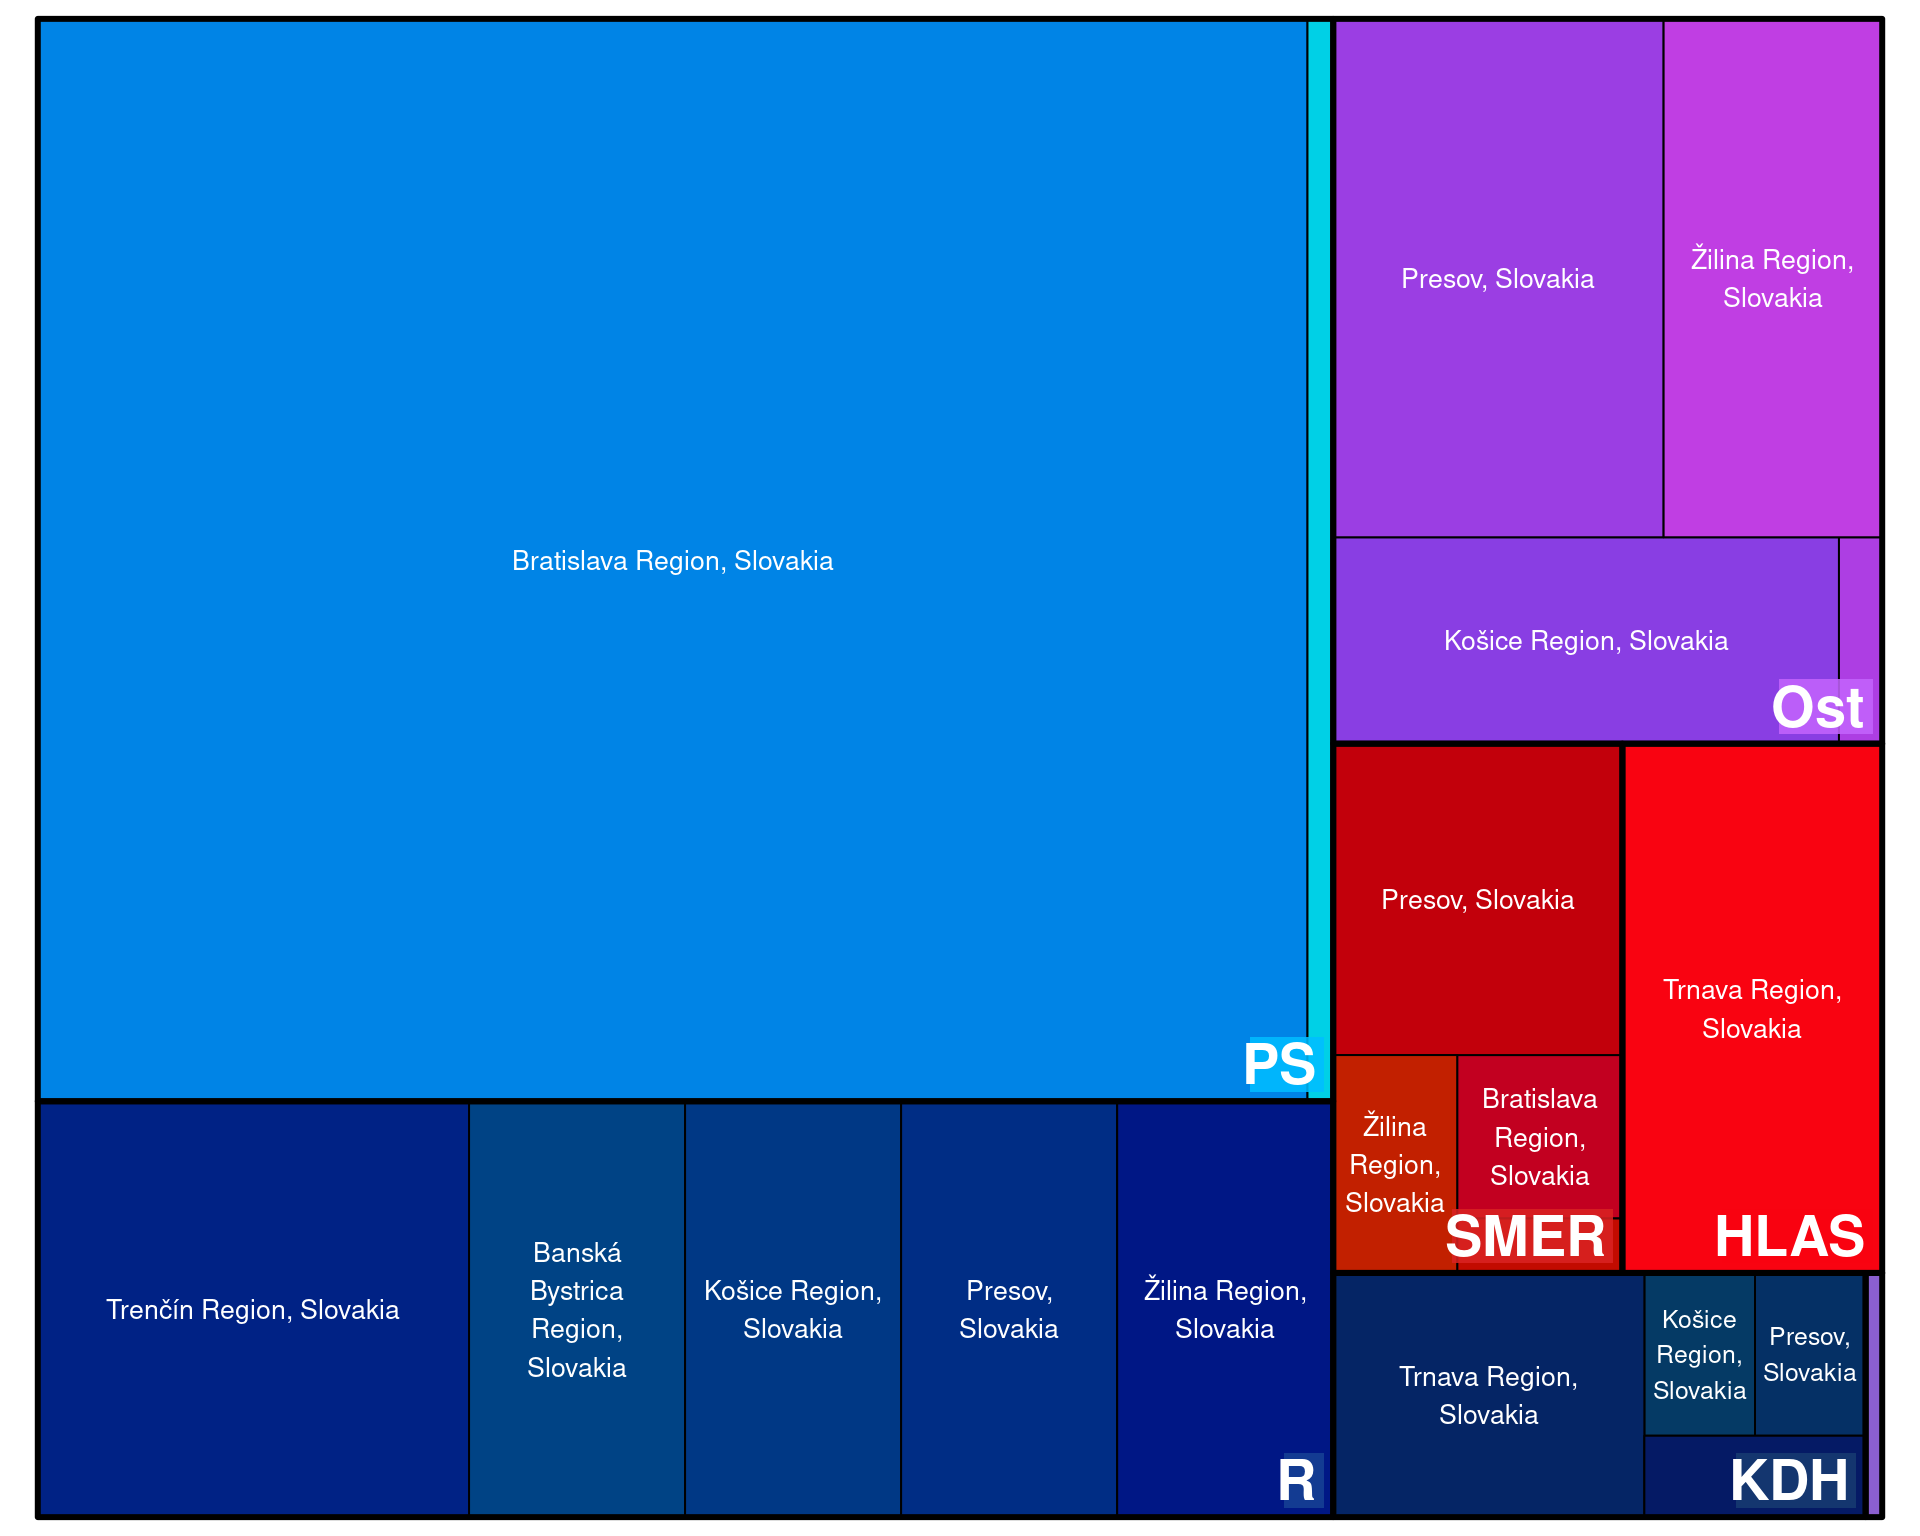 Bratislava Region, Slovakia
PS
Presov, Slovakia
Žilina Region,
Slovakia
Košice Region, Slovakia
Ost
Presov, Slovakia
Žilina
Region,
Slovakia
Bratislava
Region,
Slovakia
SMER
Trnava Region,
Slovakia
HLAS
Trenčín Region, Slovakia
Banská
Bystrica
Region,
Slovakia
Košice Region,
Slovakia
Presov,
Slovakia
Žilina Region,
Slovakia
R
Trnava Region,
Slovakia
Košice
Region,
Slovakia
Presov,
Slovakia
KDH